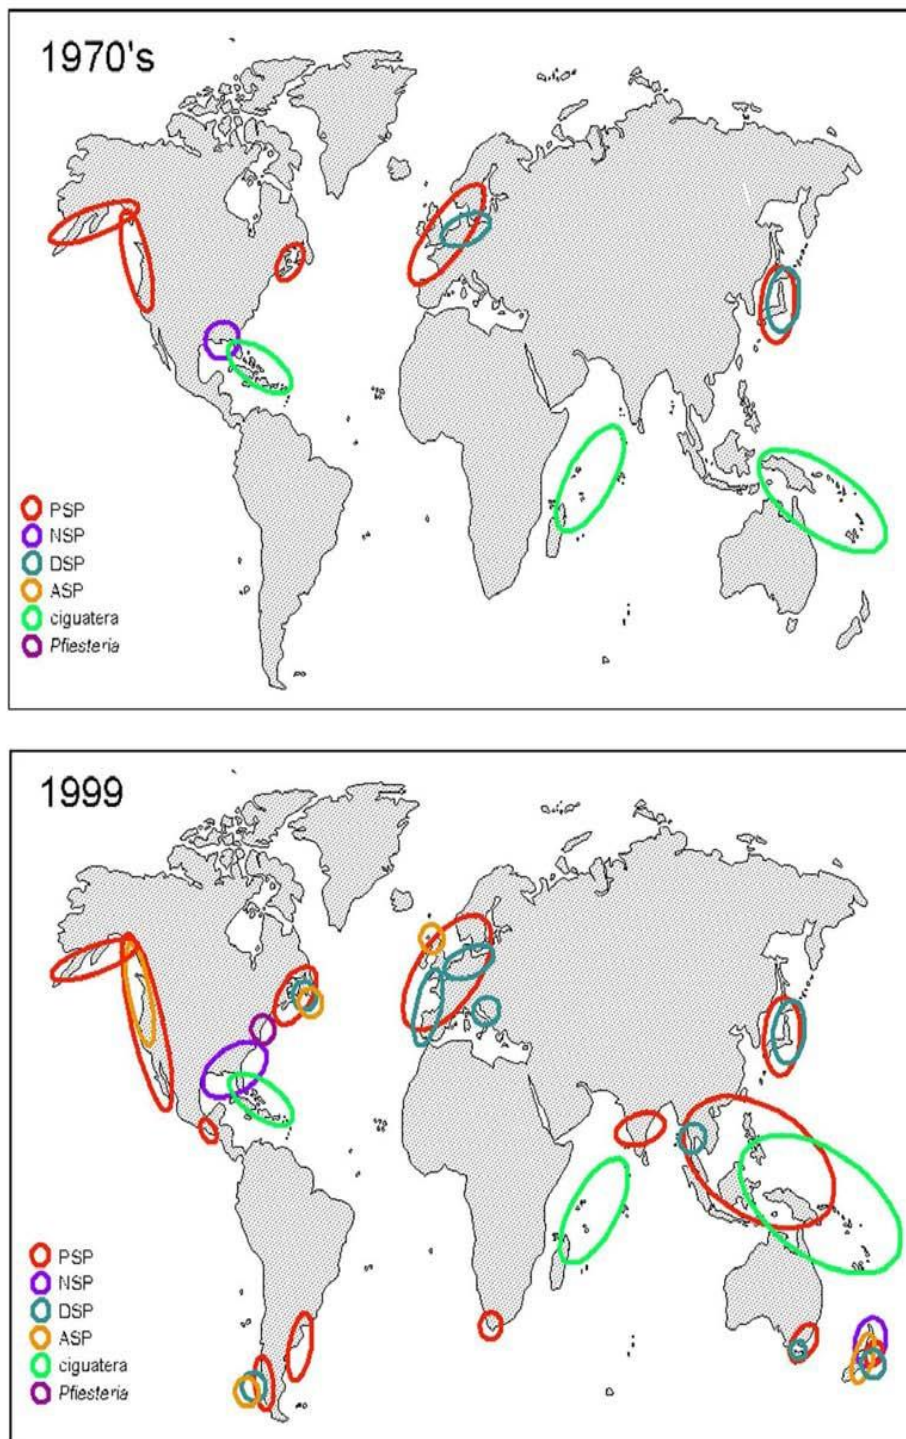 1970's
PSP
NSP
DSP
ASP
ciguatera
Pfiesteria
1999
PSP
NSP
DSP
ASP
ciguatera
Pfiesteria